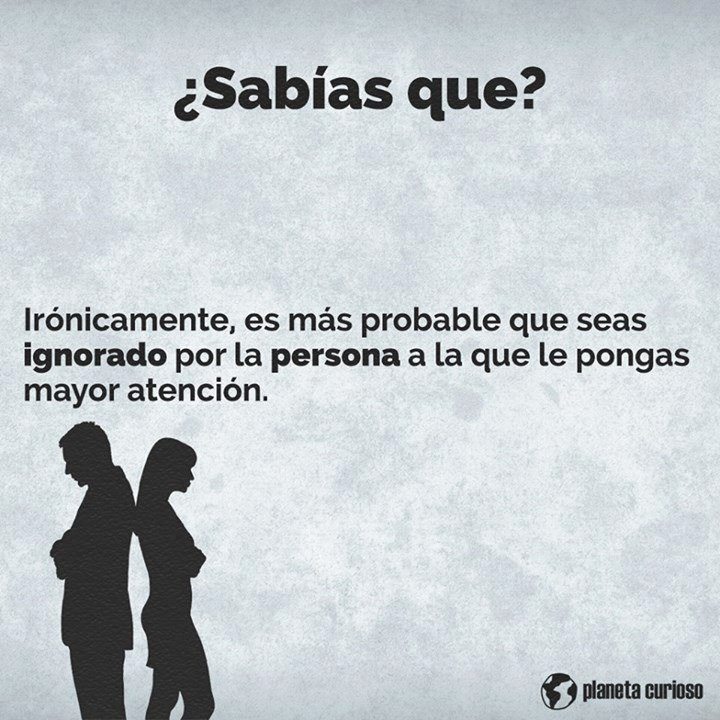 ¿Sabías que?
Irónicamente, es más probable que seas
ignorado por la persona a la que le pongas
mayor atención.
planeta curioso